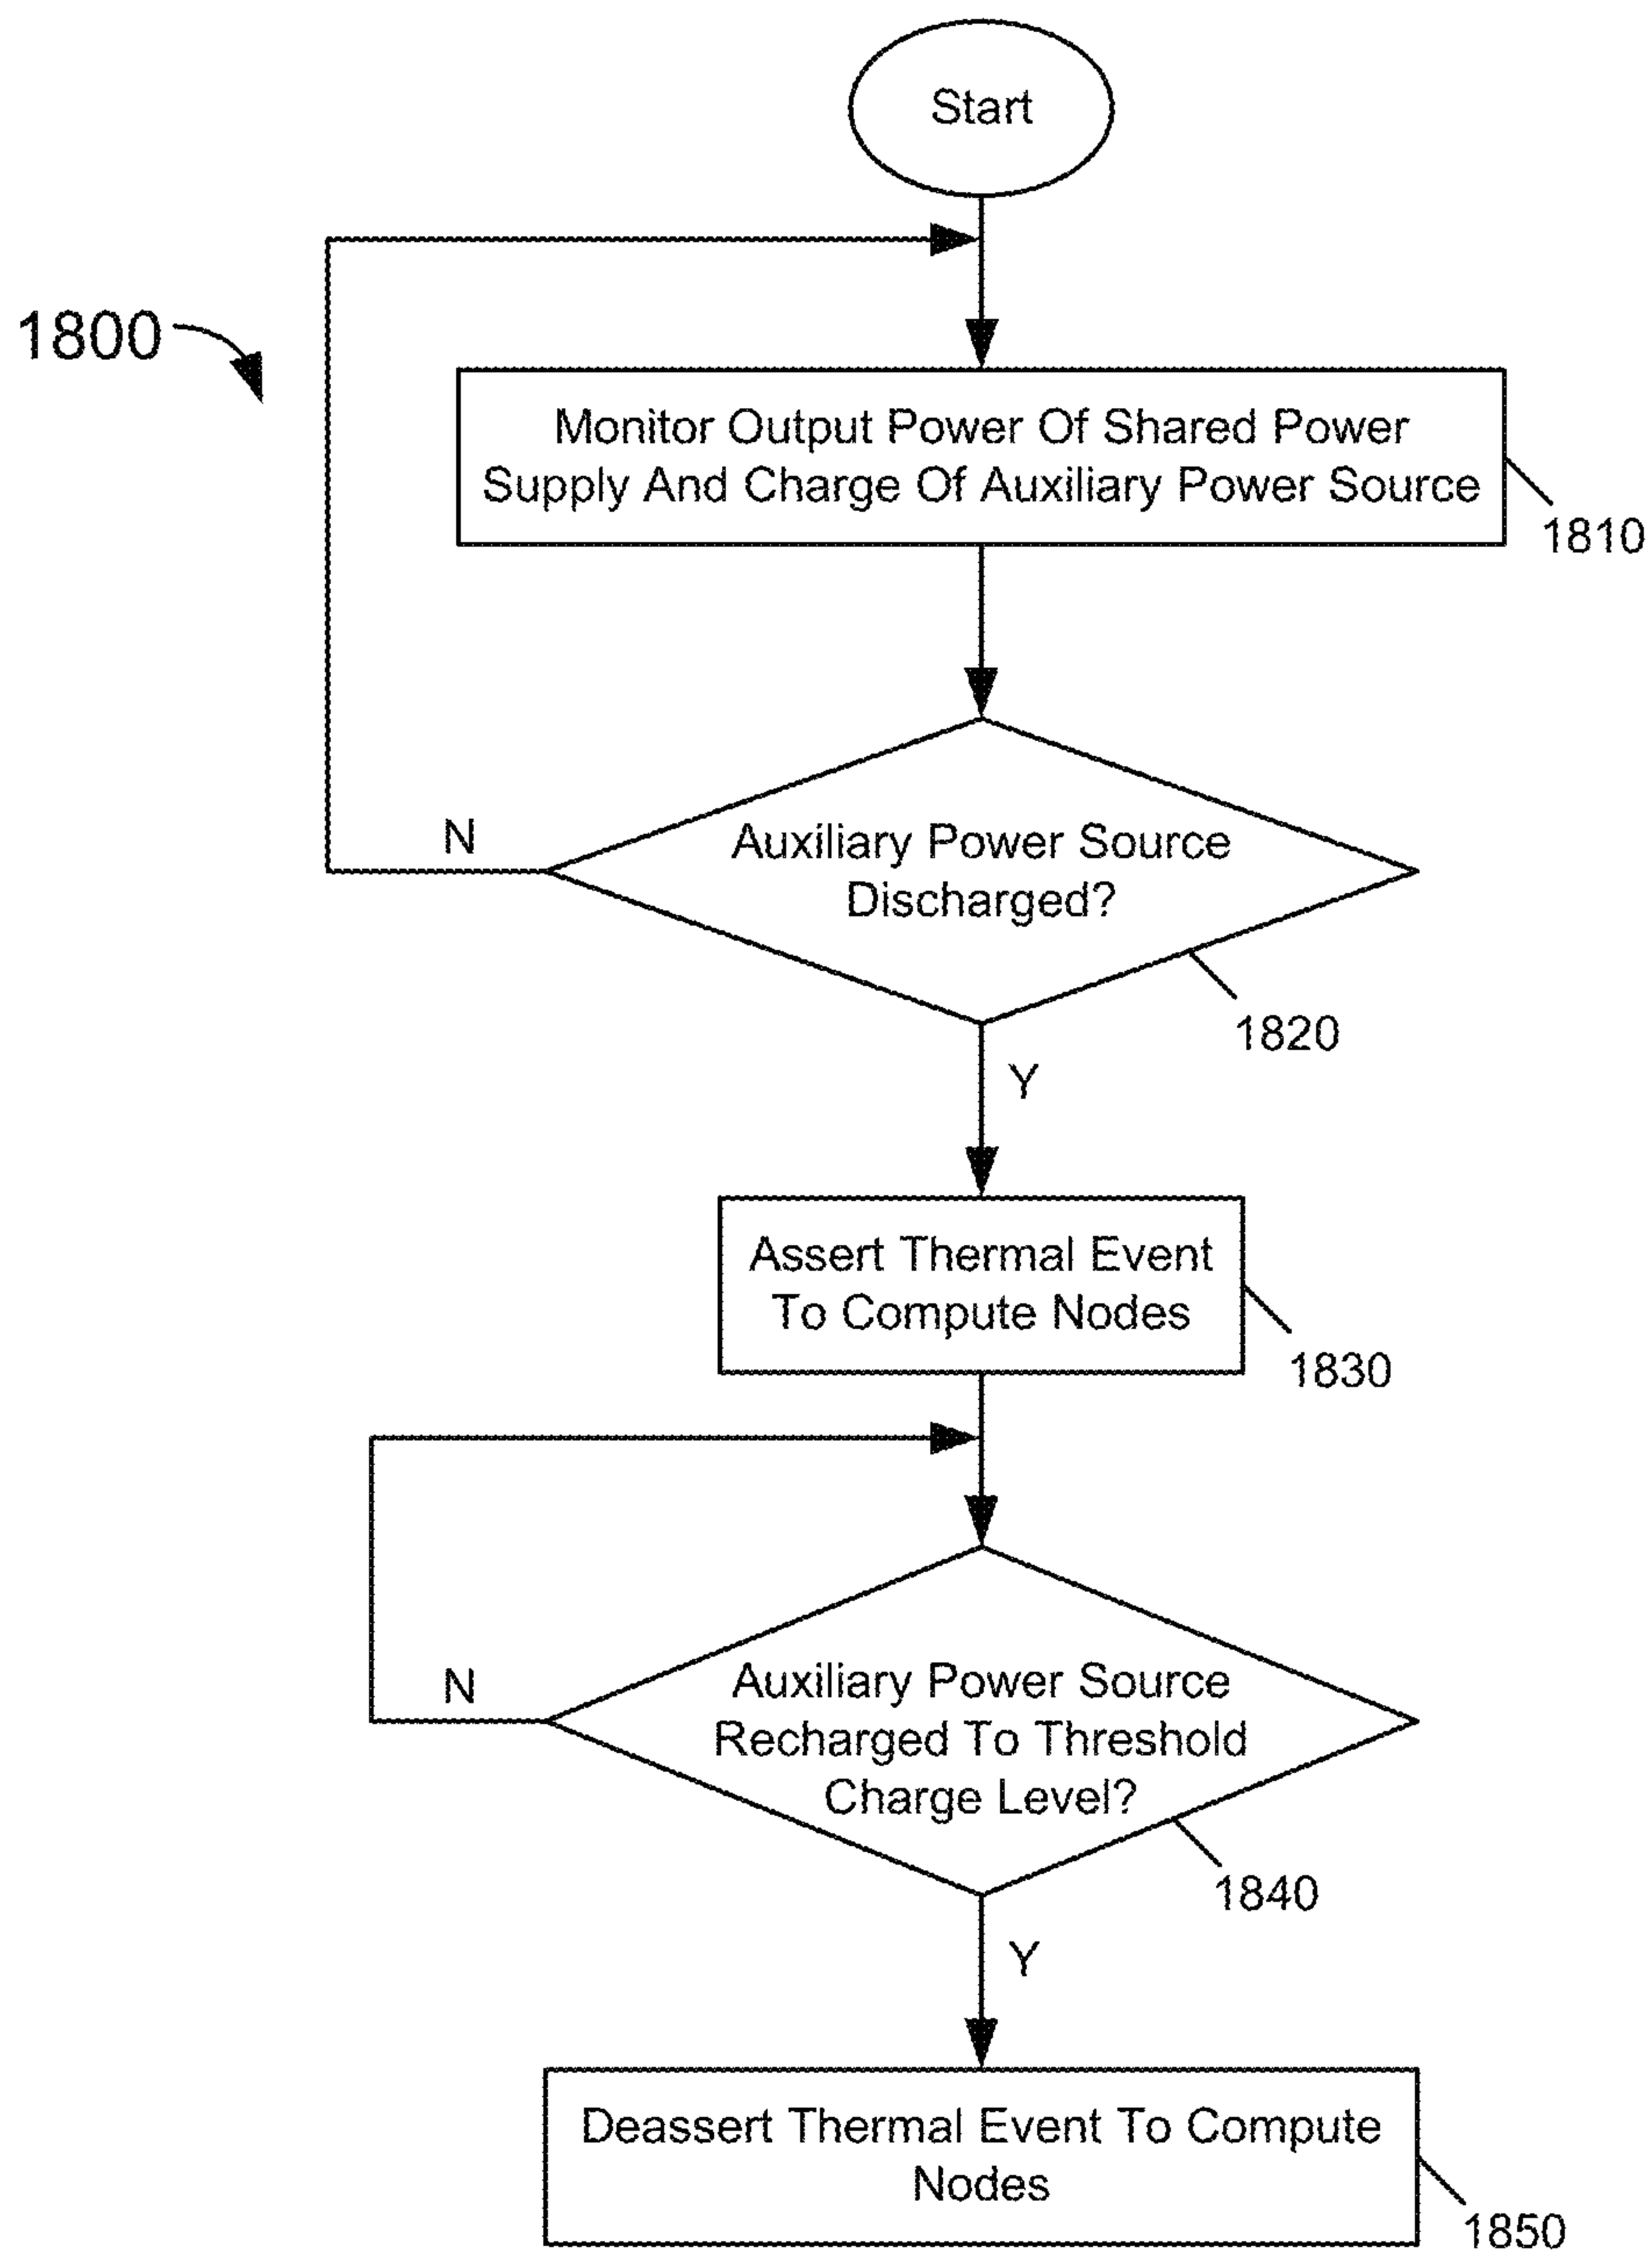 Start
1800
Monitor Output Power Of Shared Power
Supply And Charge Of Auxiliary Power Source
1810
N
Auxiliary Power Source
Discharged?
1820
Y
Assert Thermal Event
To Compute Nodes
1830
N
Auxiliary Power Source
Recharged To Threshold
Charge Level?
1840
Y
Deassert Thermal Event To Compute
Nodes
1850